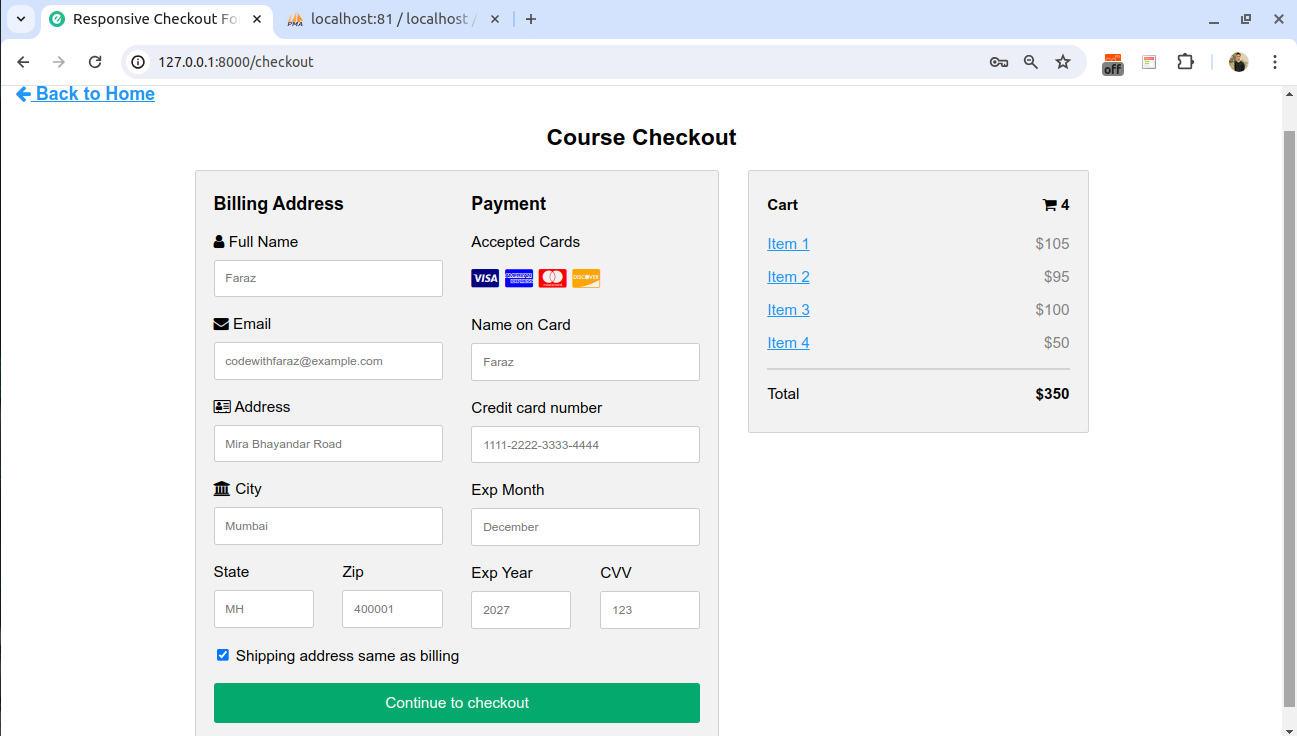 Responsive Checkout Fo
localhost:81 / localhost /
127.0.0.1:8000/checkout
off
Back to Home
Course Checkout
Billing Address
Full Name
Faraz
Email
codewithfaraz@example.com
Address
Mira Bhayandar Road
City
Mumbai
State Zip
MH 400001
Payment
Accepted Cards
VISA DISCOVER
Name on Card
Faraz
Credit card number
1111-2222-3333-4444
Exp Month
December
Exp Year CVV
2027 123
Shipping address same as billing
Continue to checkout
Cart 4
Item 1 $105
Item 2 $95
Item 3 $100
Item 4 $50
Total $350